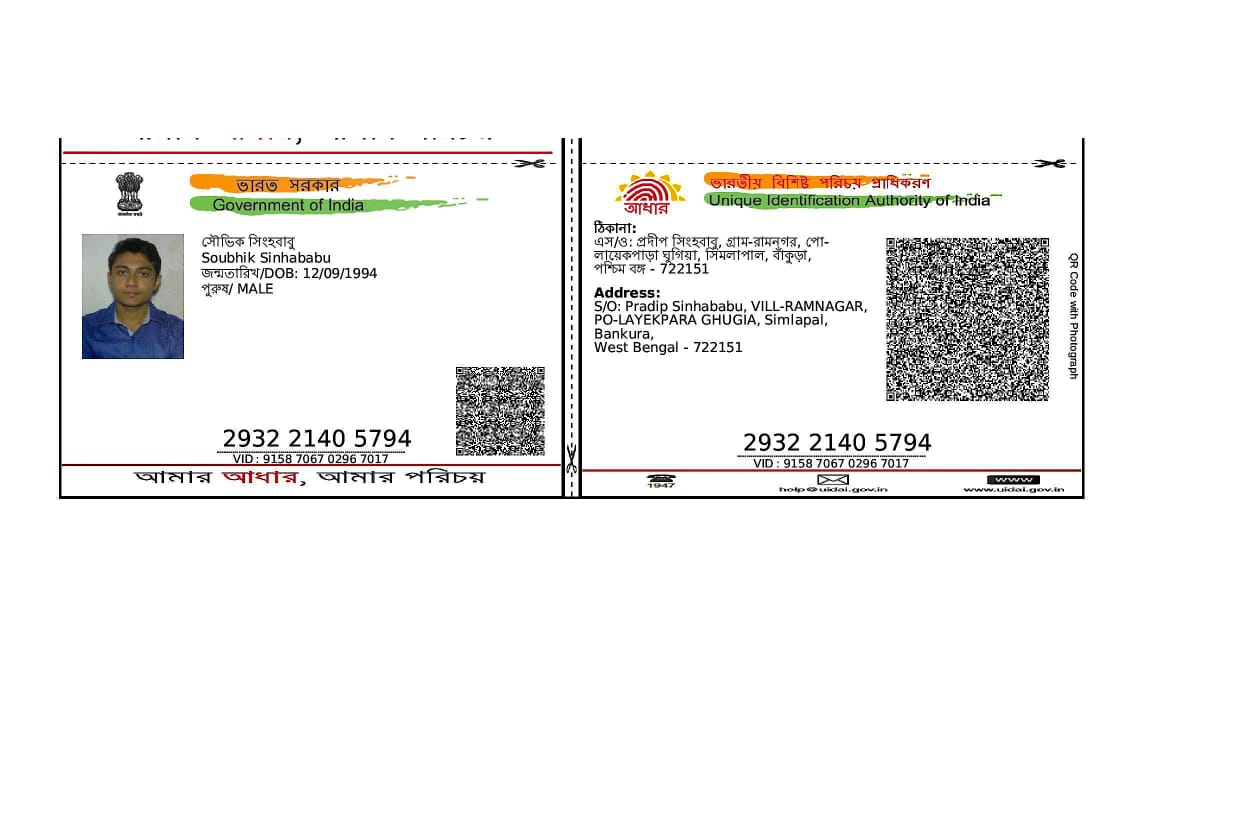 ভারত সরকার
Government of India
সৌভিক সিংহবাবু
Soubhik Sinhababu
জন্মতারিখ/DOB: 12/09/1994
পুরুষ/ MALE
2932 2140 5794
VID : 9158 7067 0296 7017
আমার আধার, আমার পরিচয়
আধার
ভারতীয় বিশিষ্ট পরিচয় প্রাধিকরণ
Unique Identification Authority of India
ঠিকানা:
এস/ও: প্রদীপ সিংহবাবু, গ্রাম-রামনগর, পো-
লায়েকপাড়া ঘুগিয়া, সিমলাপাল, বাঁকুড়া,
পশ্চিম বঙ্গ - 722151
Address:
S/O: Pradip Sinhababu, VILL-RAMNAGAR,
PO-LAYEKPARA GHUGIA, Simlapal,
Bankura,
West Bengal - 722151
QR Code with Photograph
2932 2140 5794
VID : 9158 7067 0296 7017
1947
help@uidai.gov.in
www
www.uidai.gov.in